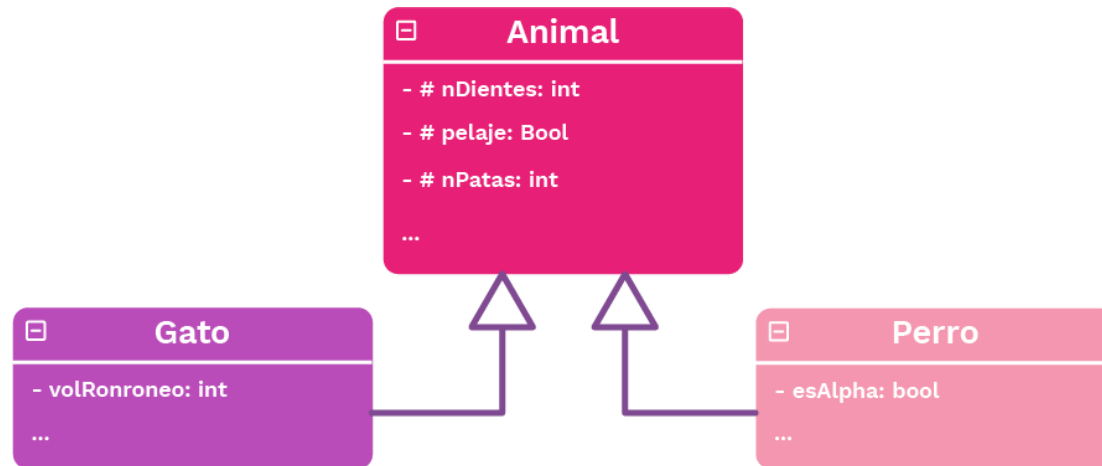 Animal
- # nDientes: int
- # pelaje: Bool
- # nPatas: int
...
Gato
- volRonroneo: int
...
Perro
- esAlpha: bool
...